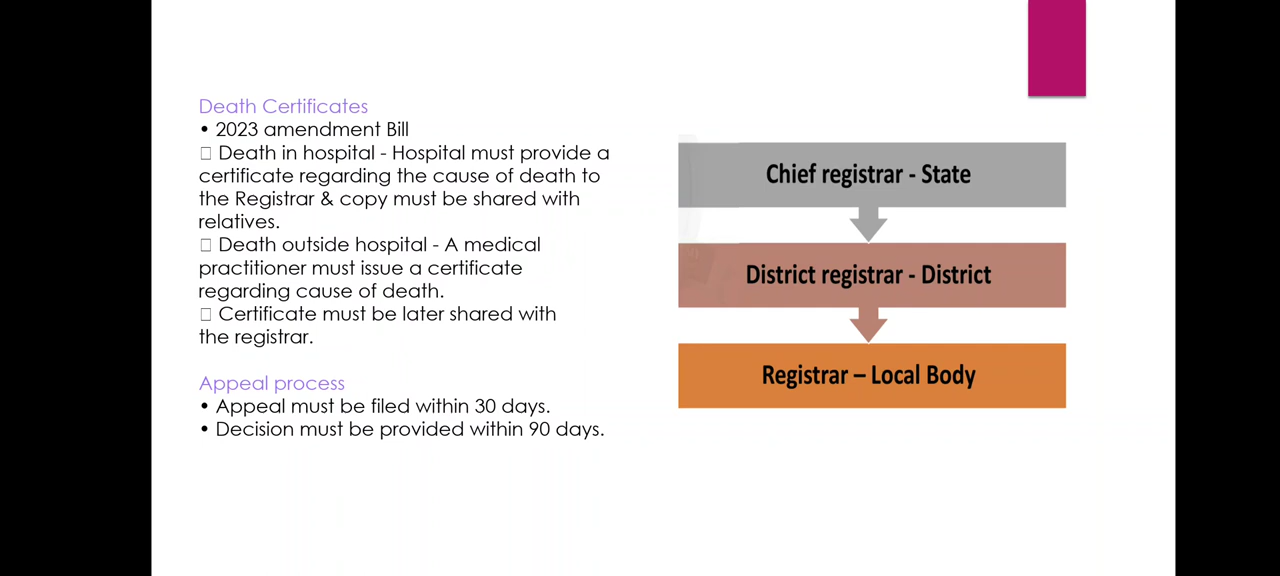 Death Certificates
• 2023 amendment Bill
□ Death in hospital - Hospital must provide a
certificate regarding the cause of death to
the Registrar & copy must be shared with
relatives.
□ Death outside hospital - A medical
practitioner must issue a certificate
regarding cause of death.
□ Certificate must be later shared with
the registrar.
Appeal process
• Appeal must be filed within 30 days.
• Decision must be provided within 90 days.
Chief registrar - State
District registrar - District
Registrar – Local Body